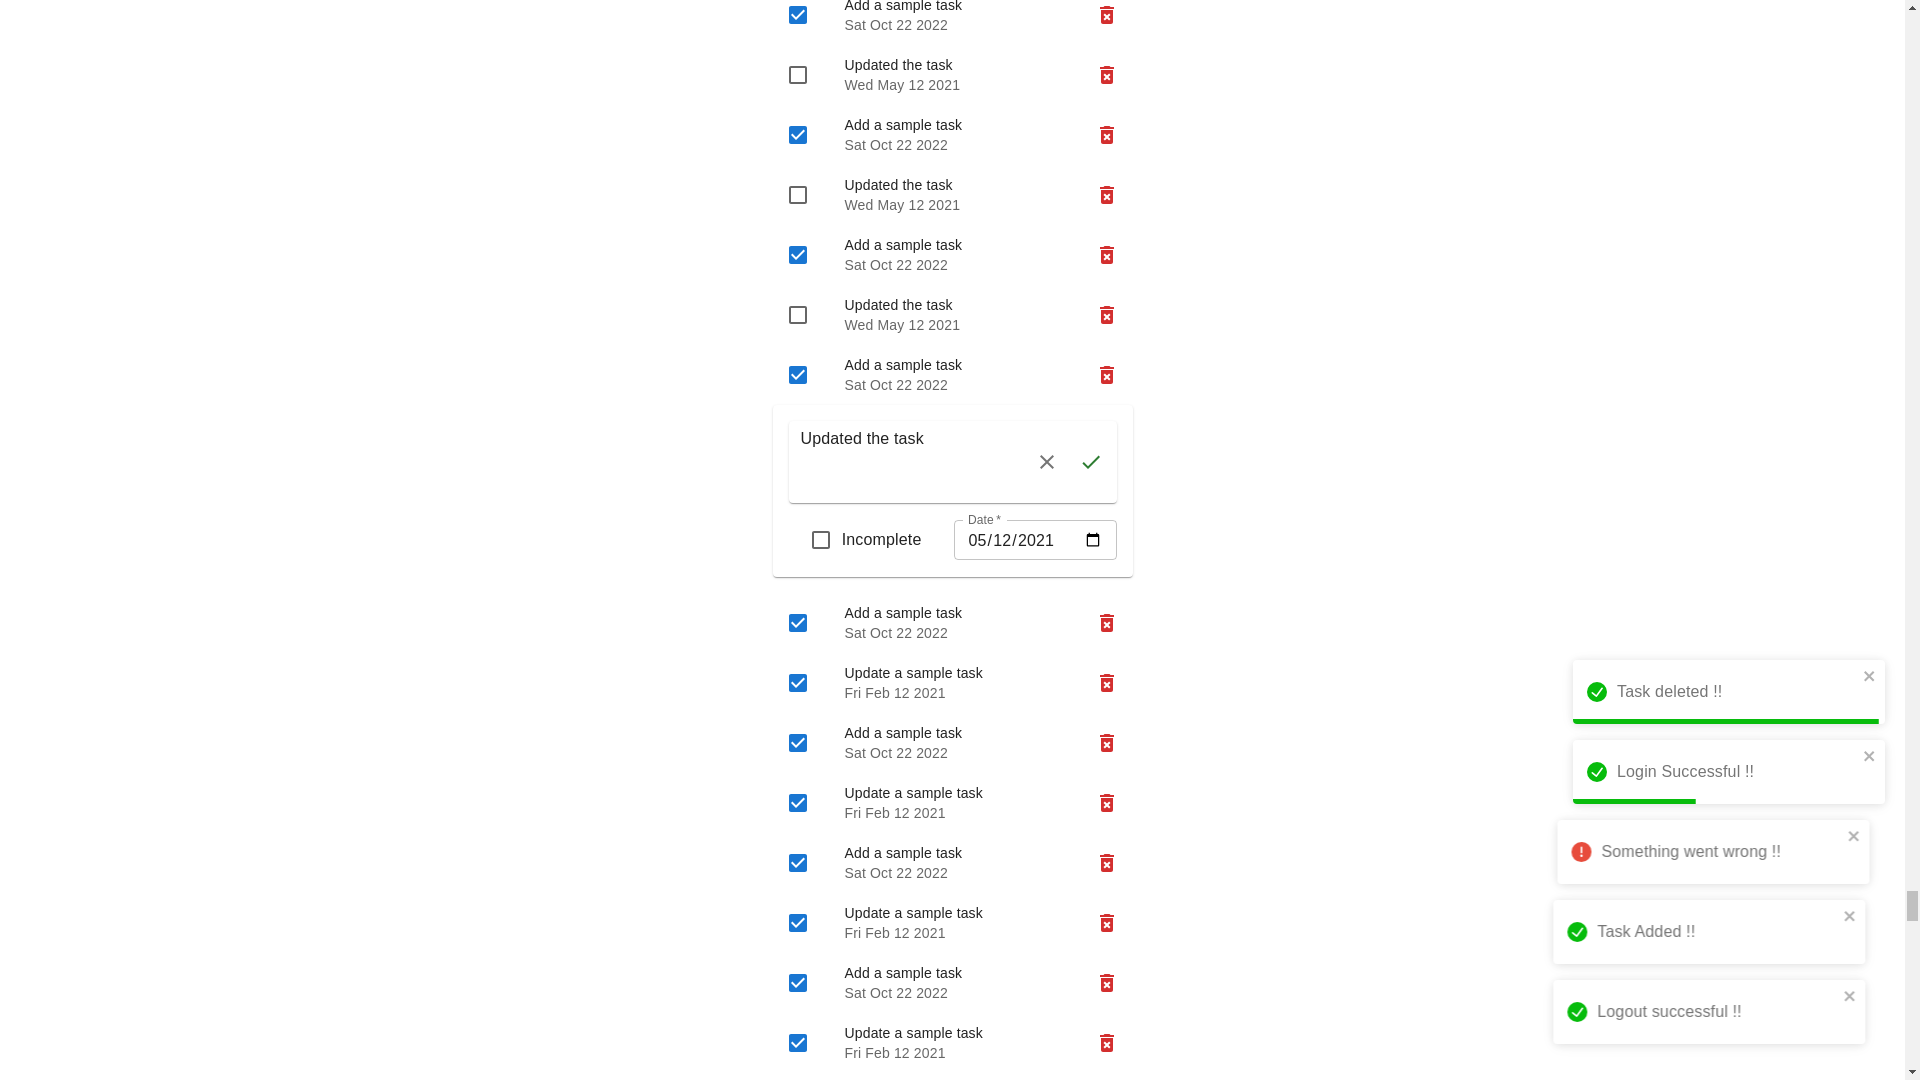 Add a sample task
Sat Oct 22 2022
Updated the task
Wed May 12 2021
Add a sample task
Sat Oct 22 2022
Updated the task
Wed May 12 2021
Add a sample task
Sat Oct 22 2022
Updated the task
Wed May 12 2021
Add a sample task
Sat Oct 22 2022
Updated the task
Date *
Incomplete
05/12/2021
Add a sample task
Sat Oct 22 2022
Update a sample task
Fri Feb 12 2021
Add a sample task
Sat Oct 22 2022
Update a sample task
Fri Feb 12 2021
Add a sample task
Sat Oct 22 2022
Update a sample task
Fri Feb 12 2021
Add a sample task
Sat Oct 22 2022
Update a sample task
Fri Feb 12 2021
Task deleted !!
Login Successful !!
Something went wrong !!
Task Added !!
Logout successful !!